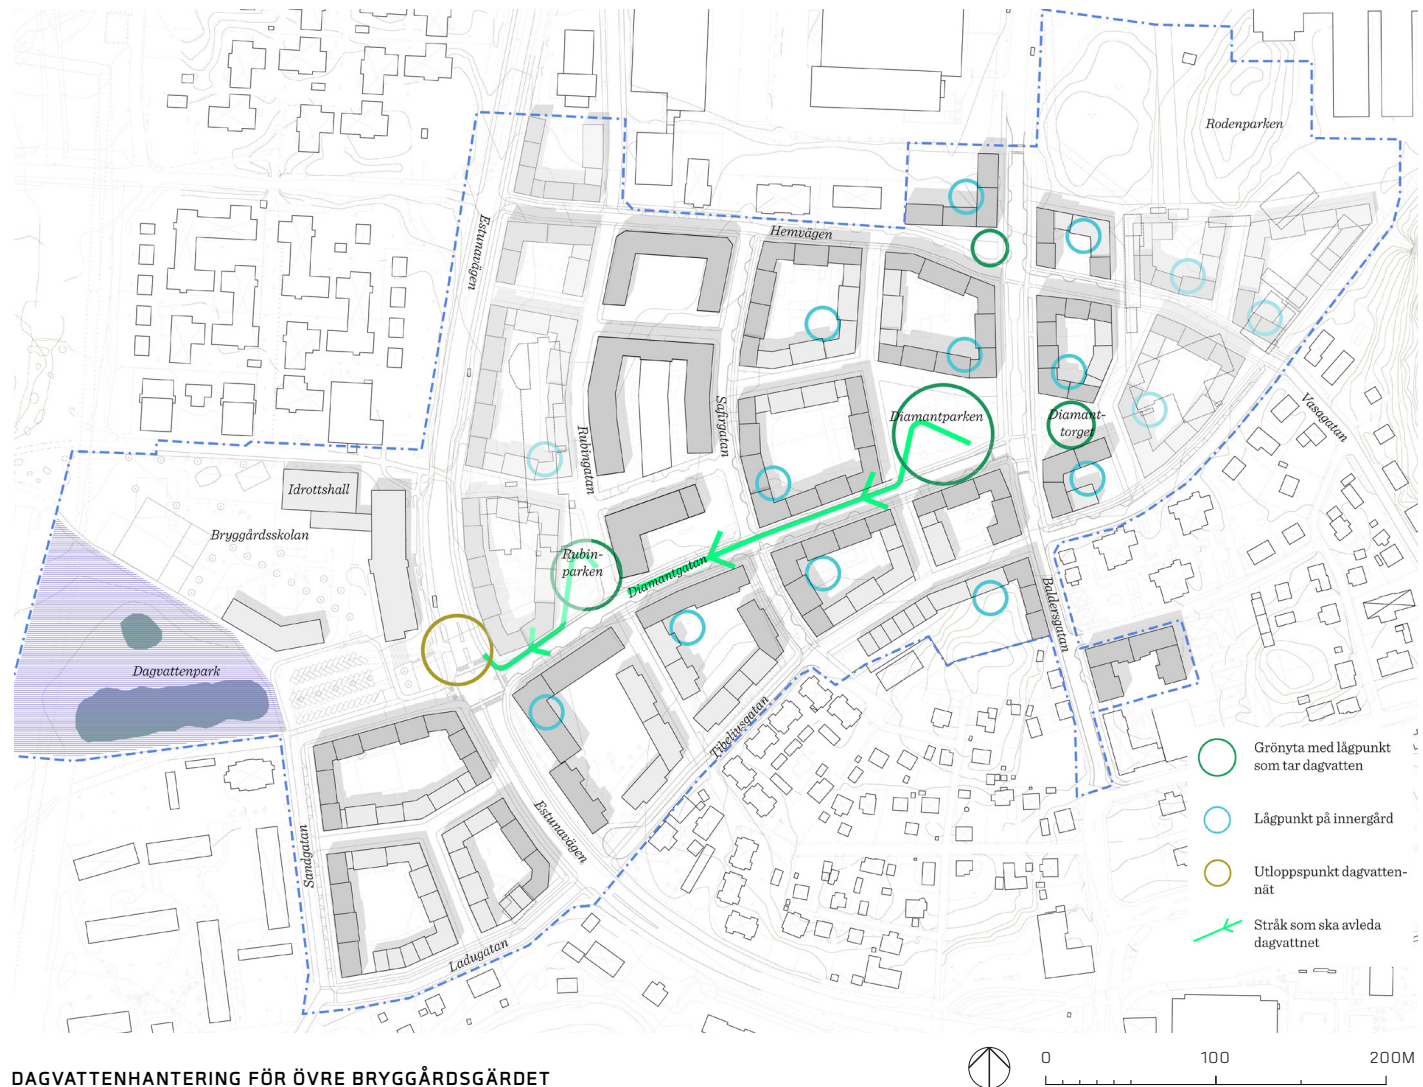 Rodenparken
Estunavägen
Hemvägen
Vasagatan
Safirgatan
Diamantparken
Diamant-
torget
Rubingatan
Idrottshall
Bryggårdsskolan
Rubin-
parken
Diamantgatan
Baldersgatan
Dagvattenpark
Tibeliusgatan
Estunavägen
Sandgatan
Ladugatan
Grönyta med lågpunkt
som tar dagvatten
Lågpunkt på innergård
Utloppspunkt dagvatten-
nät
Stråk som ska avleda
dagvattnet
DAGVATTENHANTERING FÖR ÖVRE BRYGGÅRDSGÄRDET
0 100 200M